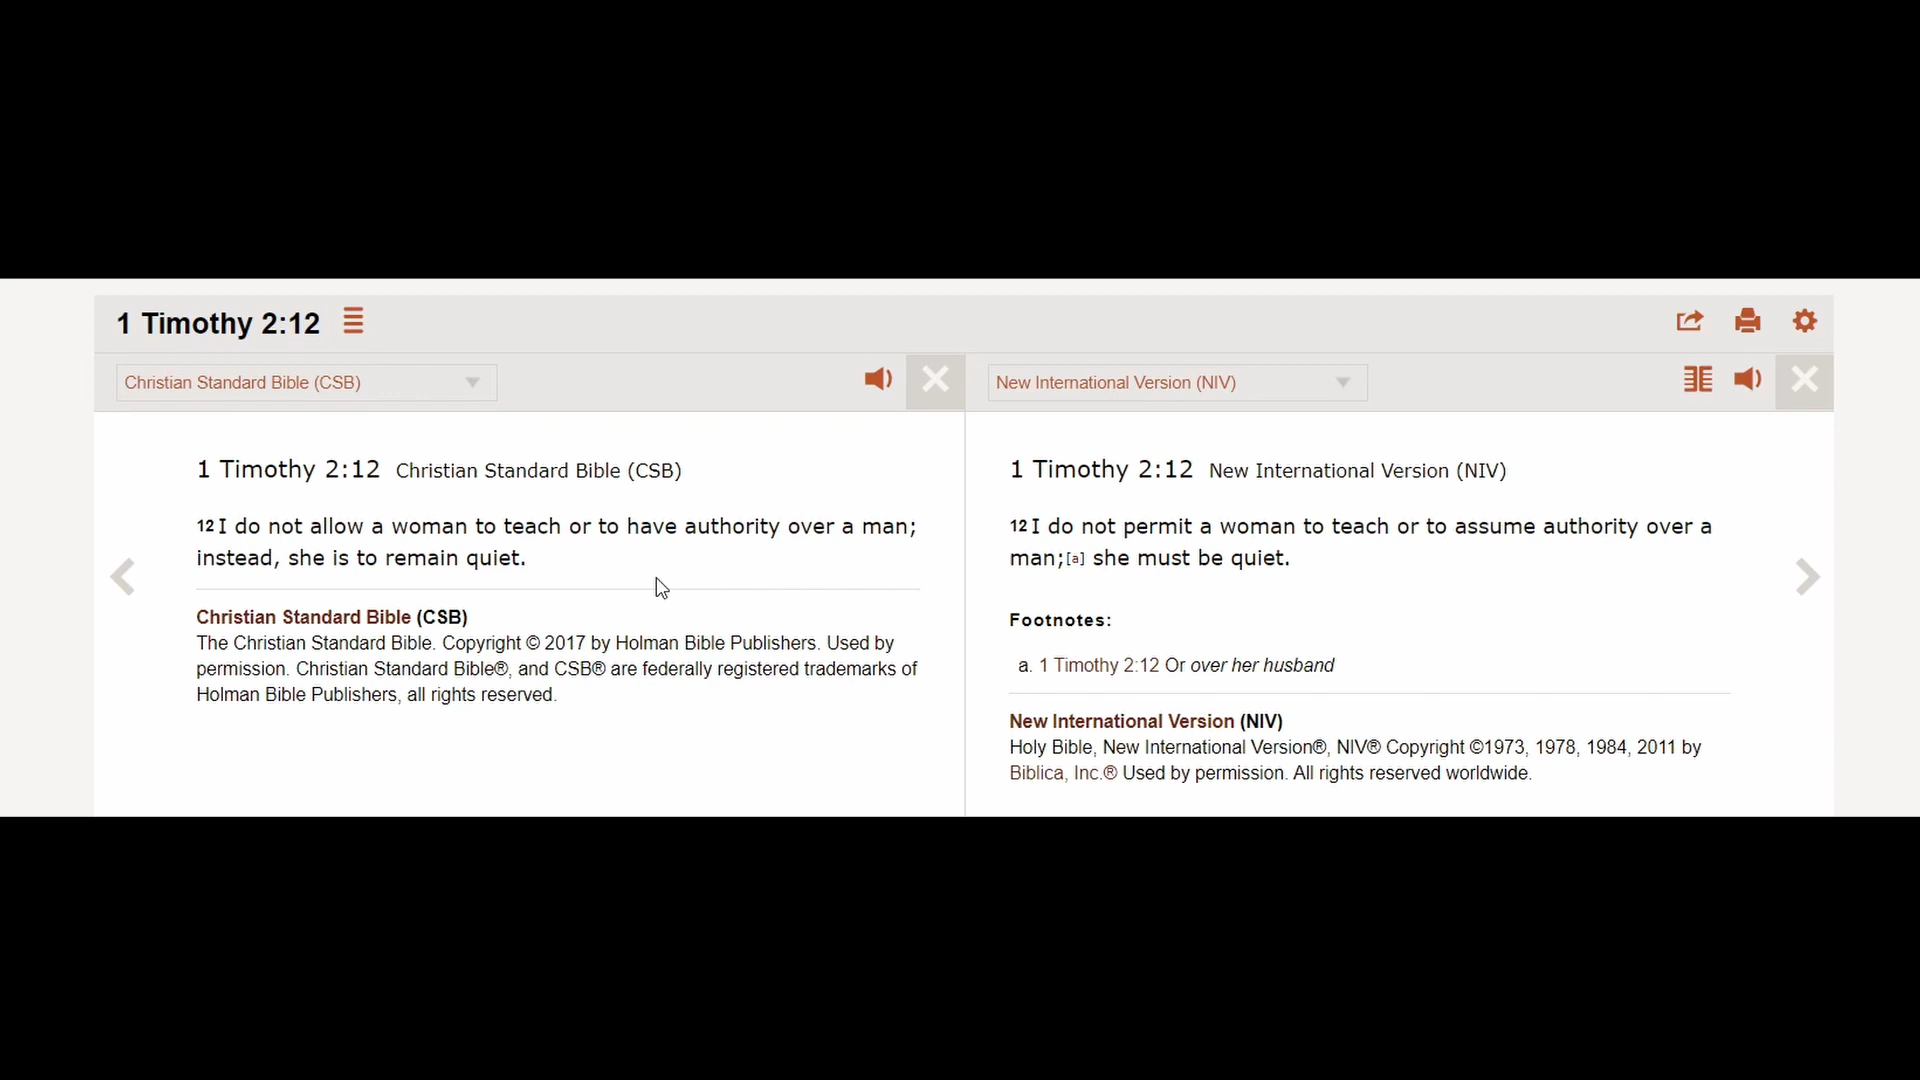 1 Timothy 2:12
Christian Standard Bible (CSB)
New International Version (NIV)
1 Timothy 2:12 Christian Standard Bible (CSB)
12 I do not allow a woman to teach or to have authority over a man;
instead, she is to remain quiet.
Christian Standard Bible (CSB)
The Christian Standard Bible. Copyright © 2017 by Holman Bible Publishers. Used by
permission. Christian Standard Bible®, and CSB® are federally registered trademarks of
Holman Bible Publishers, all rights reserved.
1 Timothy 2:12 New International Version (NIV)
12 I do not permit a woman to teach or to assume authority over a
man;[a] she must be quiet.
Footnotes:
a. 1 Timothy 2:12 Or over her husband
New International Version (NIV)
Holy Bible, New International Version®, NIV® Copyright ©1973, 1978, 1984, 2011 by
Biblica, Inc.® Used by permission. All rights reserved worldwide.